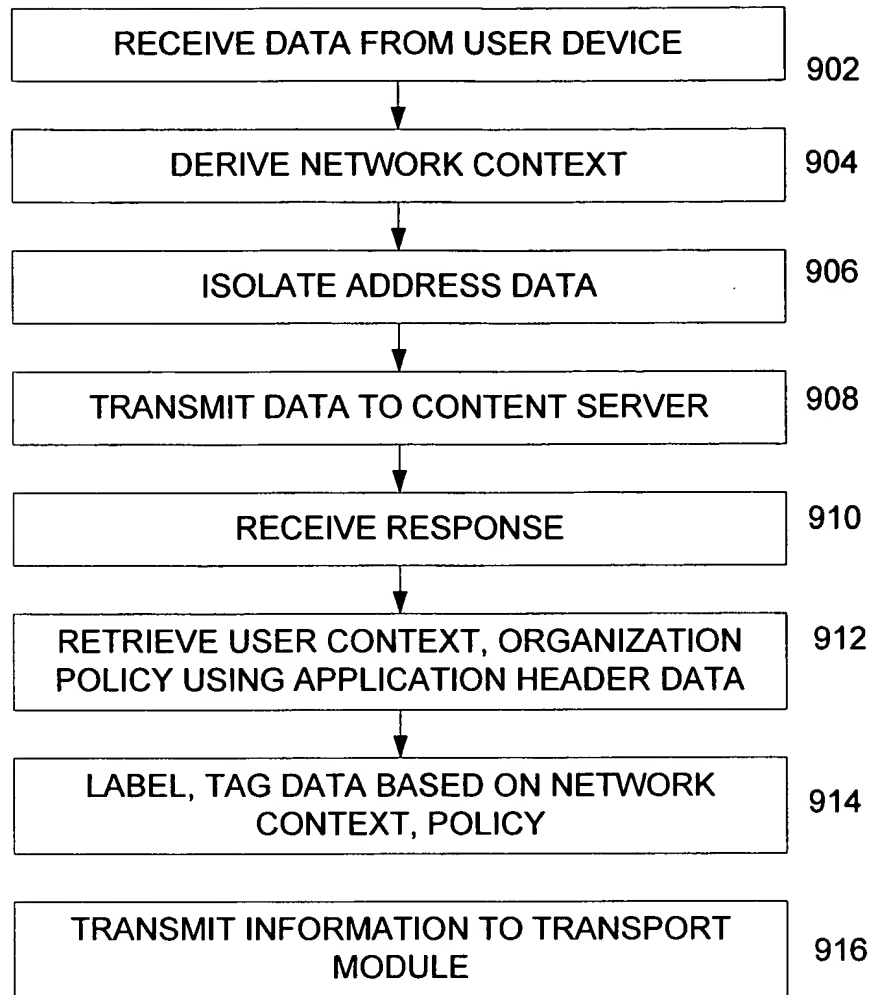 RECEIVE DATA FROM USER DEVICE
902
DERIVE NETWORK CONTEXT
904
ISOLATE ADDRESS DATA
906
TRANSMIT DATA TO CONTENT SERVER
908
RECEIVE RESPONSE
910
RETRIEVE USER CONTEXT, ORGANIZATION
POLICY USING APPLICATION HEADER DATA
912
LABEL, TAG DATA BASED ON NETWORK
CONTEXT, POLICY
914
TRANSMIT INFORMATION TO TRANSPORT
MODULE
916